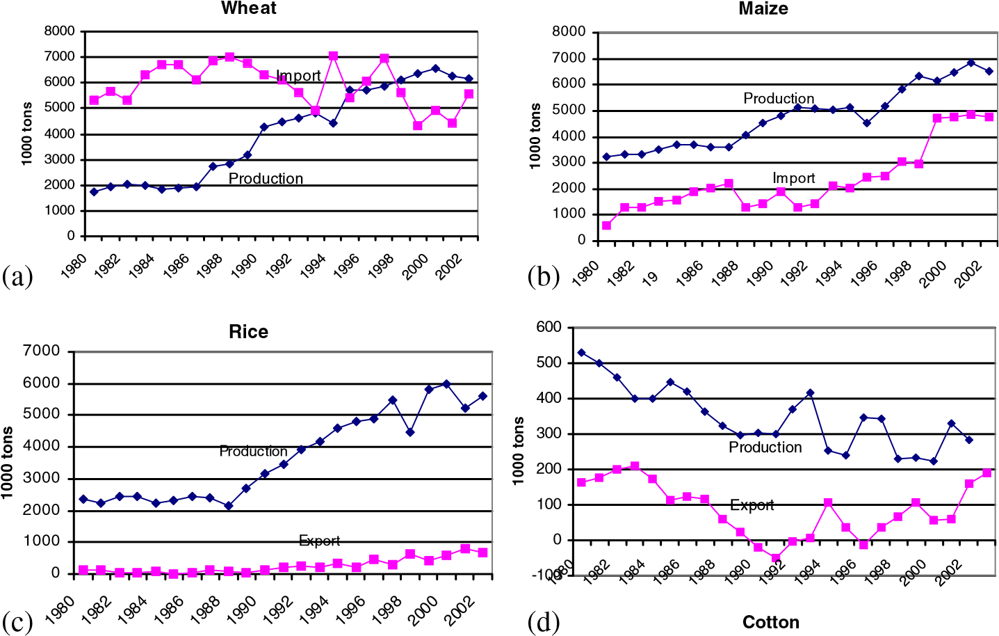 Wheat
8000
7000
6000
5000
4000
3000
2000
1000
0
1000 tons
Import
Production
1980 1982 1984 1986 1988 1990 1992 1994 1996 1998 2000 2002
(a)
Maize
8000
7000
6000
5000
4000
3000
2000
1000
0
1000 tons
Production
Import
1980 1982 19 1986 1988 1990 1992 1994 1996 1998 2000 2002
(b)
Rice
7000
6000
5000
4000
3000
2000
1000
0
1000 tons
Production
Export
1980 1982 1984 1986 1988 1990 1992 1994 1996 1998 2000 2002
(c)
600
500
400
300
200
100
0
-100
1000 tons
Production
Export
1980 1982 1984 1986 1988 1990 1992 1994 1996 1998 2000 2002
(d)
Cotton